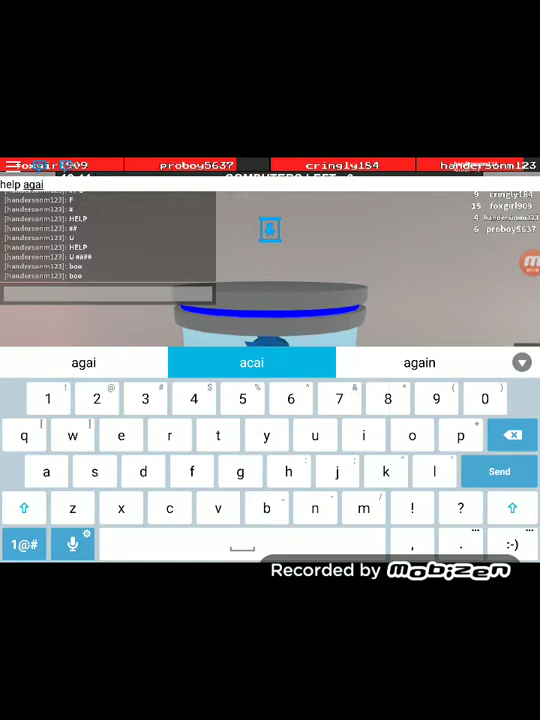 foxgirl909 proboy5637 cringly184 handersonm123
COMPUTERS LEFT
help agai
[handersonm123]: F
[handersonm123]: #
[handersonm123]: HELP
[handersonm123]: ##
[handersonm123]: U
[handersonm123]: HELP
[handersonm123]: U ####
[handersonm123]: boo
[handersonm123]: boo
9 cringly184
15 foxgirl909
4 handersonm123
6 proboy5637
agai acai again
1 ! 2 @ 3 # 4 $ 5 % 6 ^ 7 & 8 * 9 ( 0 )
q [ w ] e r t y u i o p +
a s d f g h : j ; k ' l "
Send
z x c v b _ n - m / ! ?
1@# , . :-)
Recorded by Mobizen